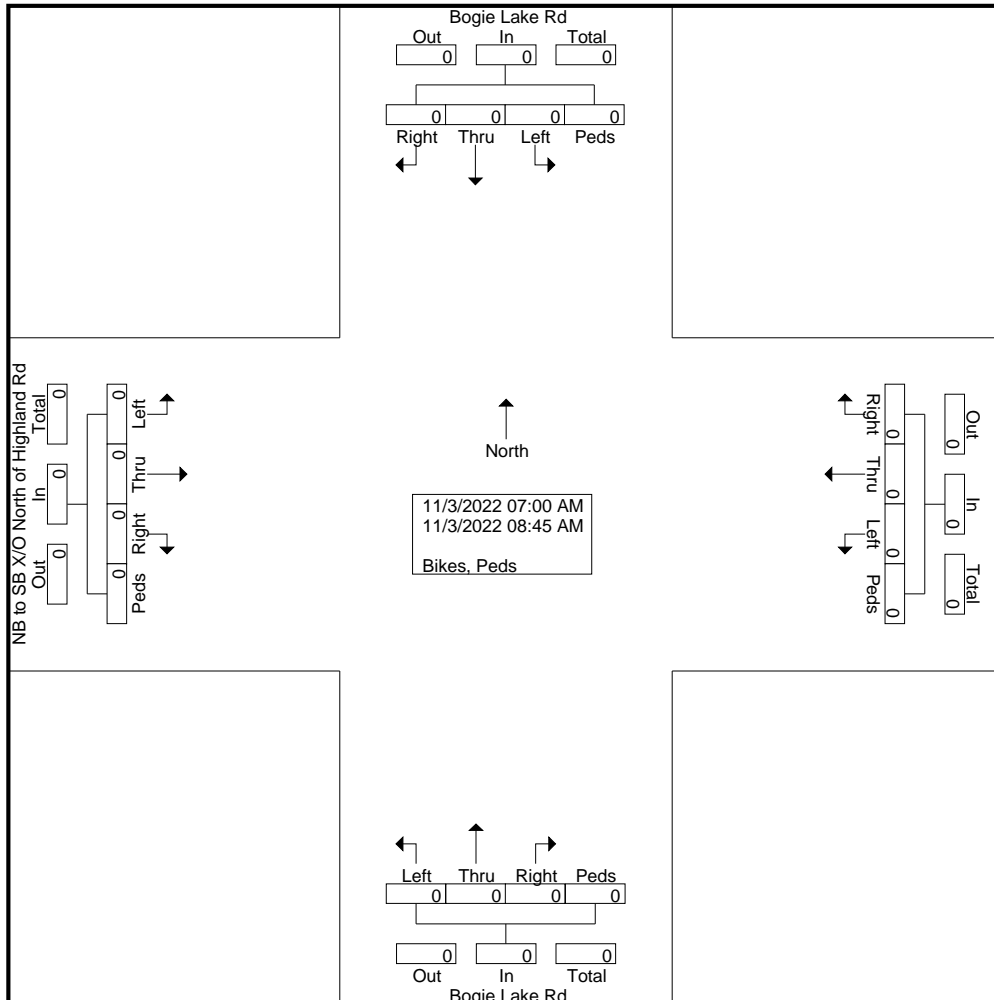 Bogie Lake Rd
Out In Total
0 0 0
0 0 0 0
Right Thru Left Peds
NB to SB X/O North of Highland Rd
Total In Out
0 0 0
0 0 0 0
Left Thru Right Peds
North
11/3/2022 07:00 AM
11/3/2022 08:45 AM
Bikes, Peds
Right Thru Left Peds
0 0 0 0
0 0 0
Out In Total
Left Thru Right Peds
0 0 0 0
0 0 0
Out In Total
Bogie Lake Rd